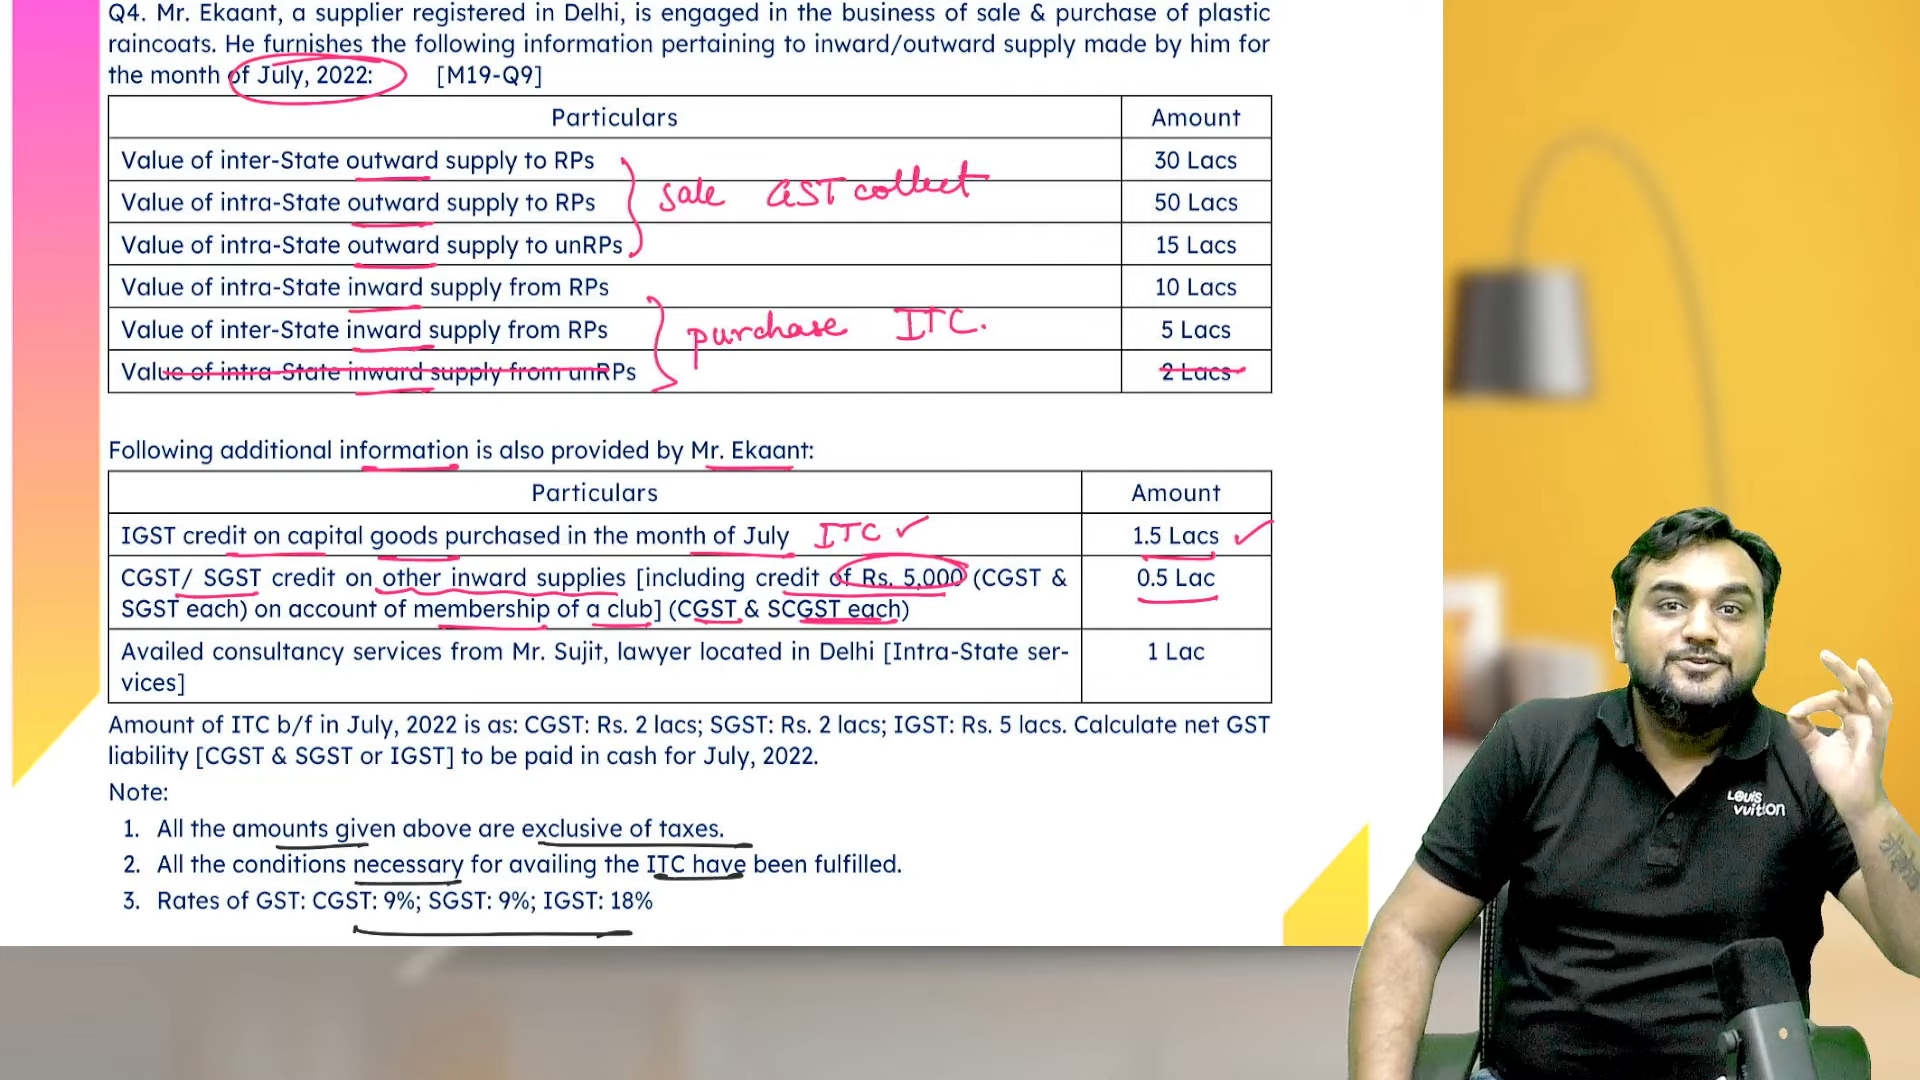 Q4. Mr. Ekaant, a supplier registered in Delhi, is engaged in the business of sale & purchase of plastic
raincoats. He furnishes the following information pertaining to inward/outward supply made by him for
the month of July, 2022: [M19-Q9]
Particulars Amount
Value of inter-State outward supply to RPs 30 Lacs
Value of intra-State outward supply to RPs 50 Lacs
sale GST collect
Value of intra-State outward supply to unRPs 15 Lacs
Value of intra-State inward supply from RPs 10 Lacs
Value of inter-State inward supply from RPs 5 Lacs
purchase ITC.
Value of intra-State inward supply from unRPs 2 Lacs
Following additional information is also provided by Mr. Ekaant:
Particulars Amount
IGST credit on capital goods purchased in the month of July ITC ✓ 1.5 Lacs ✓
CGST/ SGST credit on other inward supplies [including credit of Rs. 5,000 (CGST & 0.5 Lac
SGST each) on account of membership of a club] (CGST & SCGST each)
Availed consultancy services from Mr. Sujit, lawyer located in Delhi [Intra-State ser- 1 Lac
vices]
Amount of ITC b/f in July, 2022 is as: CGST: Rs. 2 lacs; SGST: Rs. 2 lacs; IGST: Rs. 5 lacs. Calculate net GST
liability [CGST & SGST or IGST] to be paid in cash for July, 2022.
Note:
1. All the amounts given above are exclusive of taxes.
2. All the conditions necessary for availing the ITC have been fulfilled.
3. Rates of GST: CGST: 9%; SGST: 9%; IGST: 18%
Louis
vuition